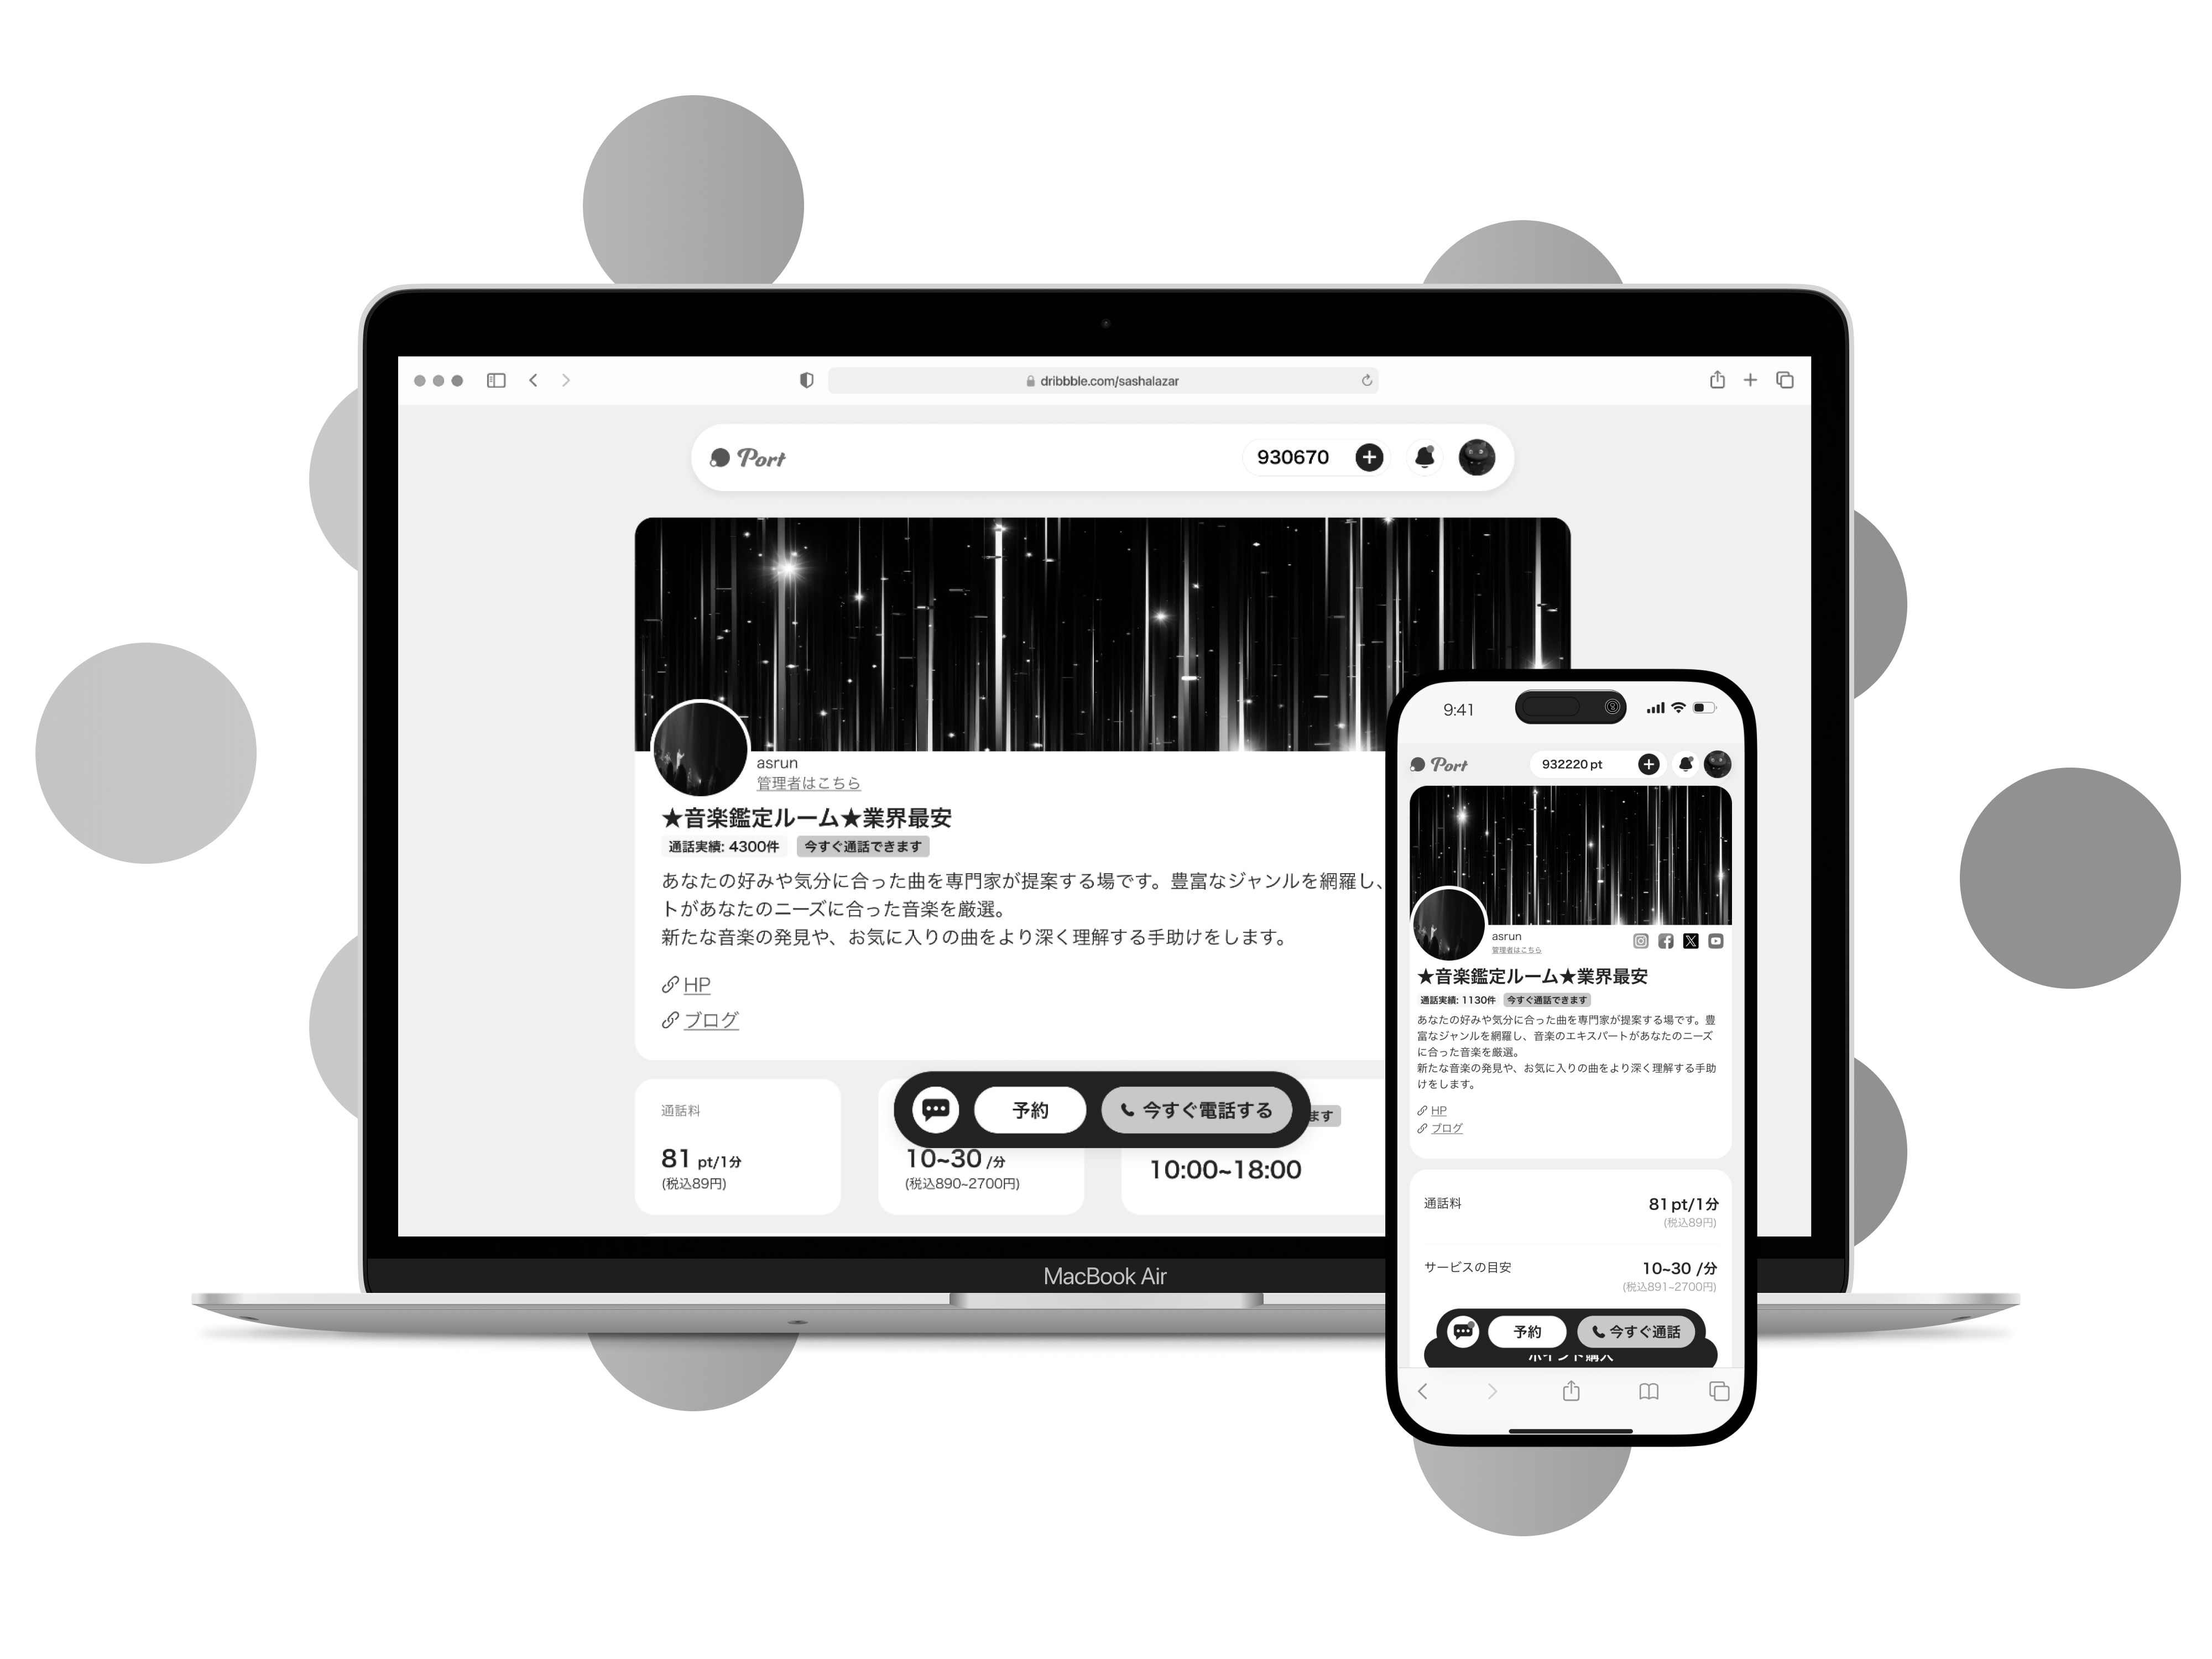 dribbble.com/sashalazar
Port
930670
asrun
管理者はこちら
★音楽鑑定ルーム★業界最安
通話実績: 4300件 今すぐ通話できます
あなたの好みや気分に合った曲を専門家が提案する場です。豊富なジャンルを網羅し、
トがあなたのニーズに合った音楽を厳選。
新たな音楽の発見や、お気に入りの曲をより深く理解する手助けをします。
HP
ブログ
予約 今すぐ電話する
ます
通話料
81 pt/1分
(税込89円)
10~30 /分
(税込890~2700円)
10:00~18:00
MacBook Air
9:41
Port
932220 pt
asrun
管理者はこちら
★音楽鑑定ルーム★業界最安
通話実績: 1130件 今すぐ通話できます
あなたの好みや気分に合った曲を専門家が提案する場です。豊
富なジャンルを網羅し、音楽のエキスパートがあなたのニーズ
に合った音楽を厳選。
新たな音楽の発見や、お気に入りの曲をより深く理解する手助
けをします。
HP
ブログ
通話料 81 pt/1分
(税込89円)
サービスの目安 10~30 /分
(税込891~2700円)
予約 今すぐ通話
ポイント購入